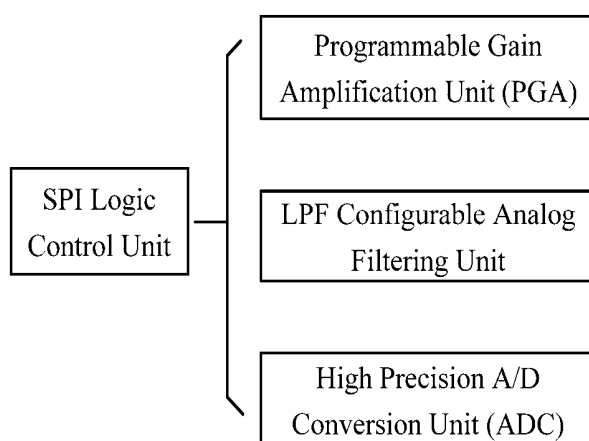 Programmable Gain
Amplification Unit (PGA)
SPI Logic
Control Unit
LPF Configurable Analog
Filtering Unit
High Precision A/D
Conversion Unit (ADC)